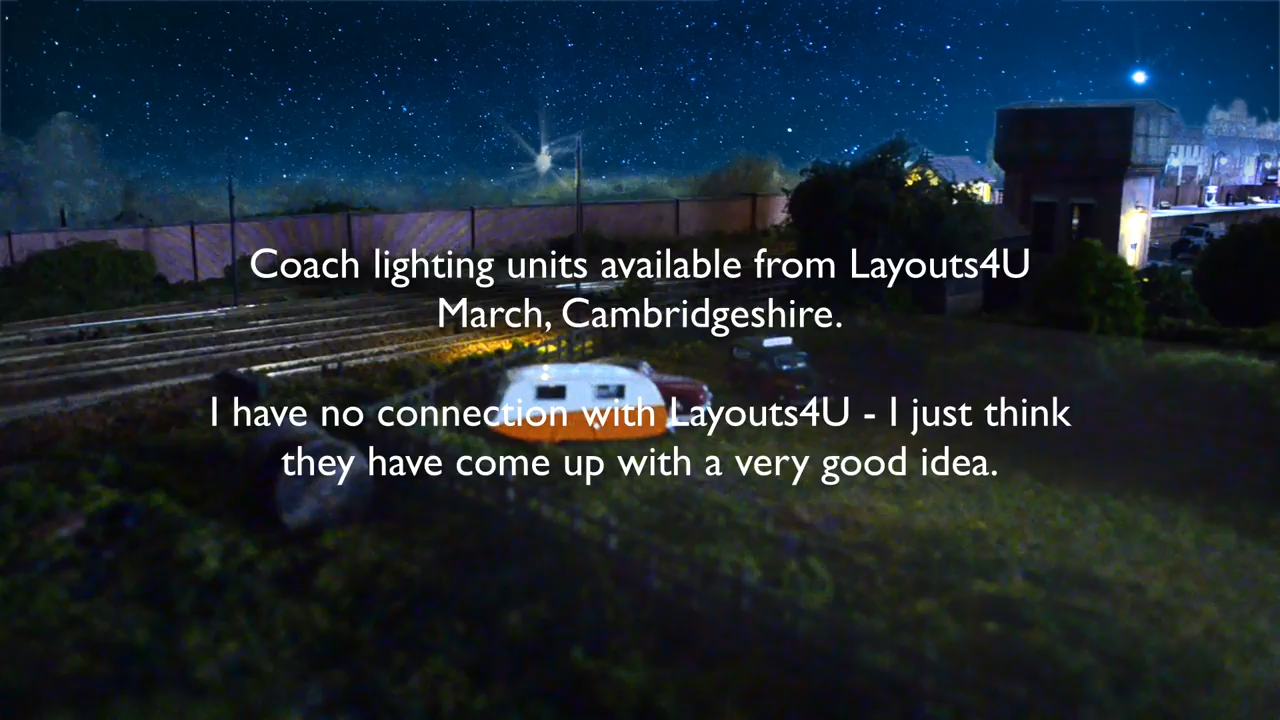 Coach lighting units available from Layouts4U
March, Cambridgeshire.
I have no connection with Layouts4U - I just think
they have come up with a very good idea.